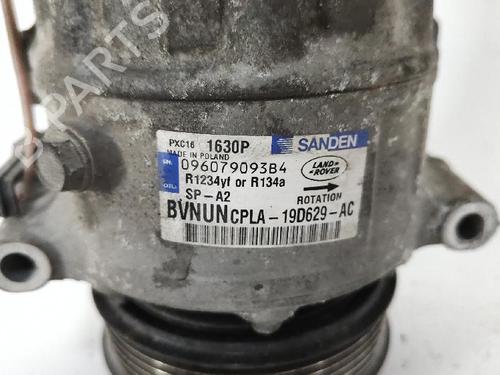 B-PARTS
PXC16 1630P SANDEN
MADE IN POLAND
S/N: 096079093B4
OIL: R1234yf or R134a
LAND ROVER
SP-A2
ROTATION
BVNUN CPLA-19D629-AC